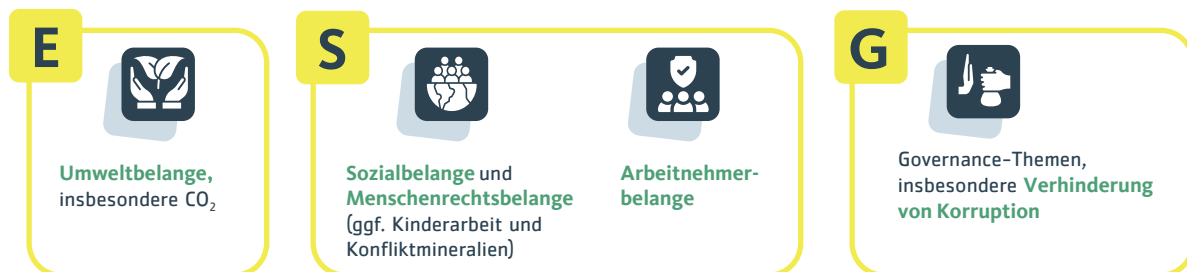 E
Umweltbelange,
insbesondere CO₂
S
Sozialbelange und
Menschenrechtsbelange
(ggf. Kinderarbeit und
Konfliktmineralien)
Arbeitnehmer-
belange
G
Governance-Themen,
insbesondere Verhinderung
von Korruption